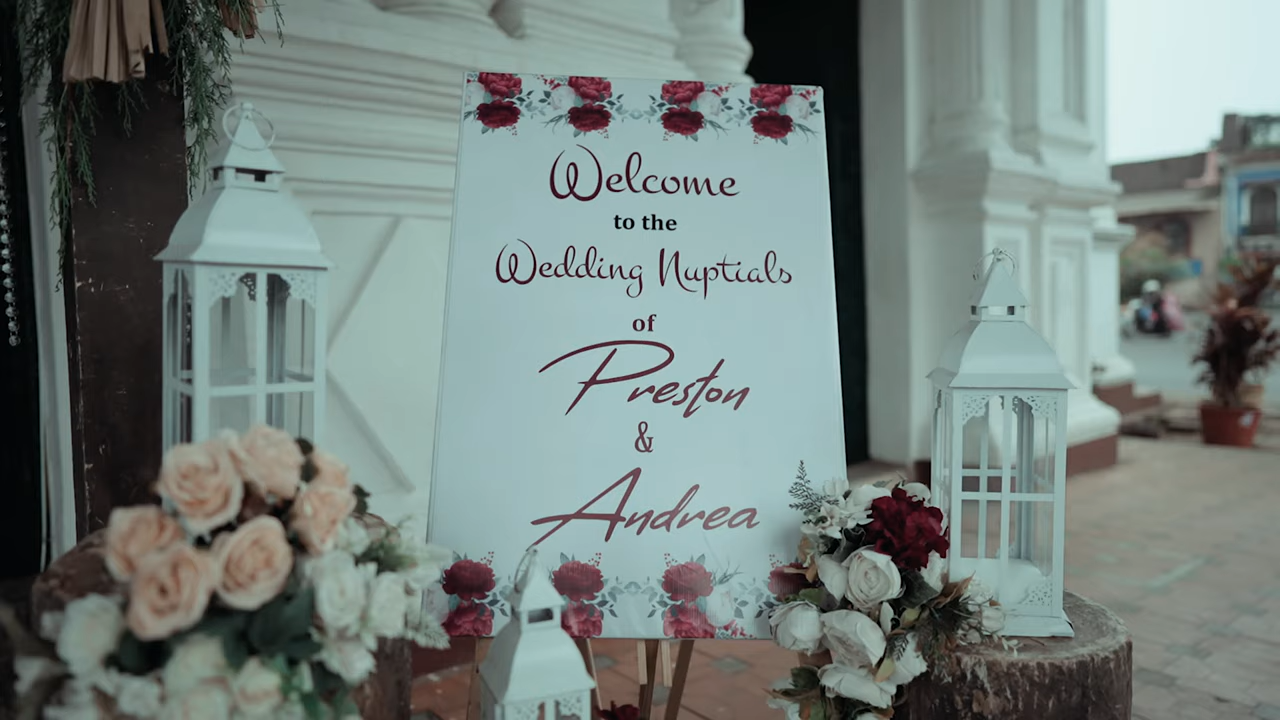 Welcome
to the
Wedding Nuptials
of
Preston
&
Andrea